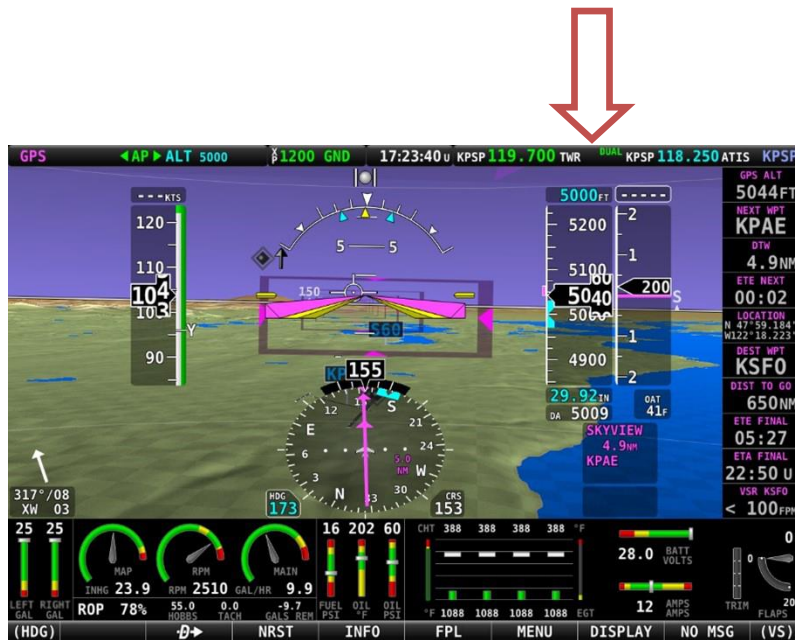 GPS ◄AP► ALT 5000 XP 1200 GND 17:23:40 U KPSP 119.700 TWR DUAL KPSP 118.250 ATIS KPSP
--- KTS
120
110
104
103
90
Y
5 5
150
S60
5000 FT -----
5200
5100
5040
4900
2
1
200
S
1
2
29.92 IN
DA 5009
OAT
41F
SKYVIEW
4.9NM
KPAE
155
12 S 21 24 W 30 33 N 3 6 E
5.0
NM
HDG
173
CRS
153
317°/08
XW 03
GPS ALT
5044FT
NEXT WPT
KPAE
DTW
4.9NM
ETE NEXT
00:02
LOCATION
N 47°59.184'
W122°18.223'
DEST WPT
KSFO
DIST TO GO
650NM
ETE FINAL
05:27
ETA FINAL
22:50 U
VSR KSFO
< 100FPM
25 25
LEFT GAL RIGHT GAL
MAP
INHG 23.9
RPM
RPM 2510
MAIN
GAL/HR 9.9
ROP 78% 55.0 HOBBS 0.0 TACH -9.7 GALS REM
16 202 60
FUEL PSI OIL °F OIL PSI
CHT 388 388 388 388 °F
°F 1088 1088 1088 1088 EGT
28.0 BATT VOLTS
12 AMPS AMPS
TRIM
0
0
20
FLAPS
(HDG) D NRST INFO FPL MENU DISPLAY NO MSG (VS)